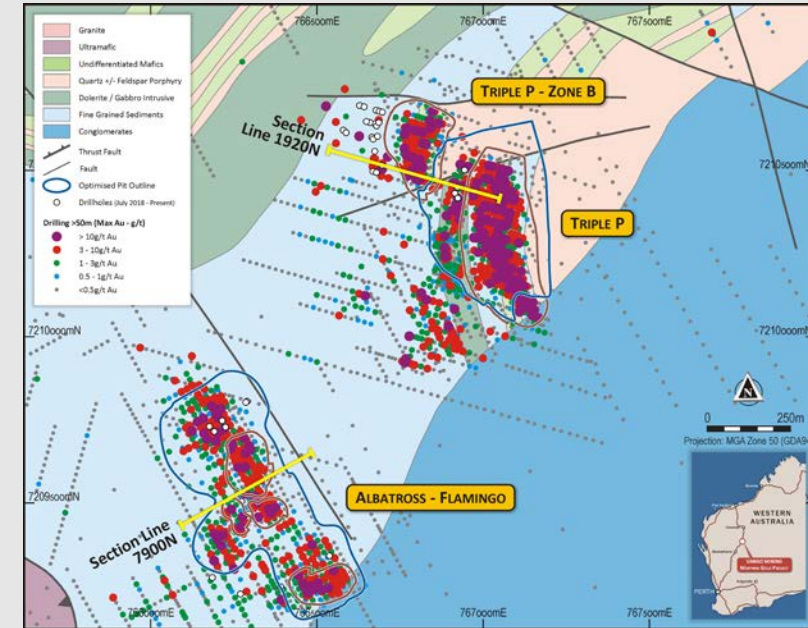 766500mE
767000mE
767500mE
Granite
Ultramafic
Undifferentiated Mafics
Quartz +/- Feldspar Porphyry
Dolerite / Gabbro Intrusive
Fine Grained Sediments
Conglomerates
Thrust Fault
Fault
Optimised Pit Outline
Drillholes (July 2018 - Present)
Drilling >50m (Max Au - g/t)
> 10g/t Au
3 - 10g/t Au
1 - 3g/t Au
0.5 - 1g/t Au
<0.5g/t Au
TRIPLE P - ZONE B
Section
Line 1920N
7210500mN
TRIPLE P
7210000mN
7210000mN
N
0 250m
Projection: MGA Zone 50 (GDA94
7209500mN
ALBATROSS - FLAMINGO
Section Line
7900N
WESTERN
AUSTRALIA
PERTH
766500mE
767000mE
767500mE